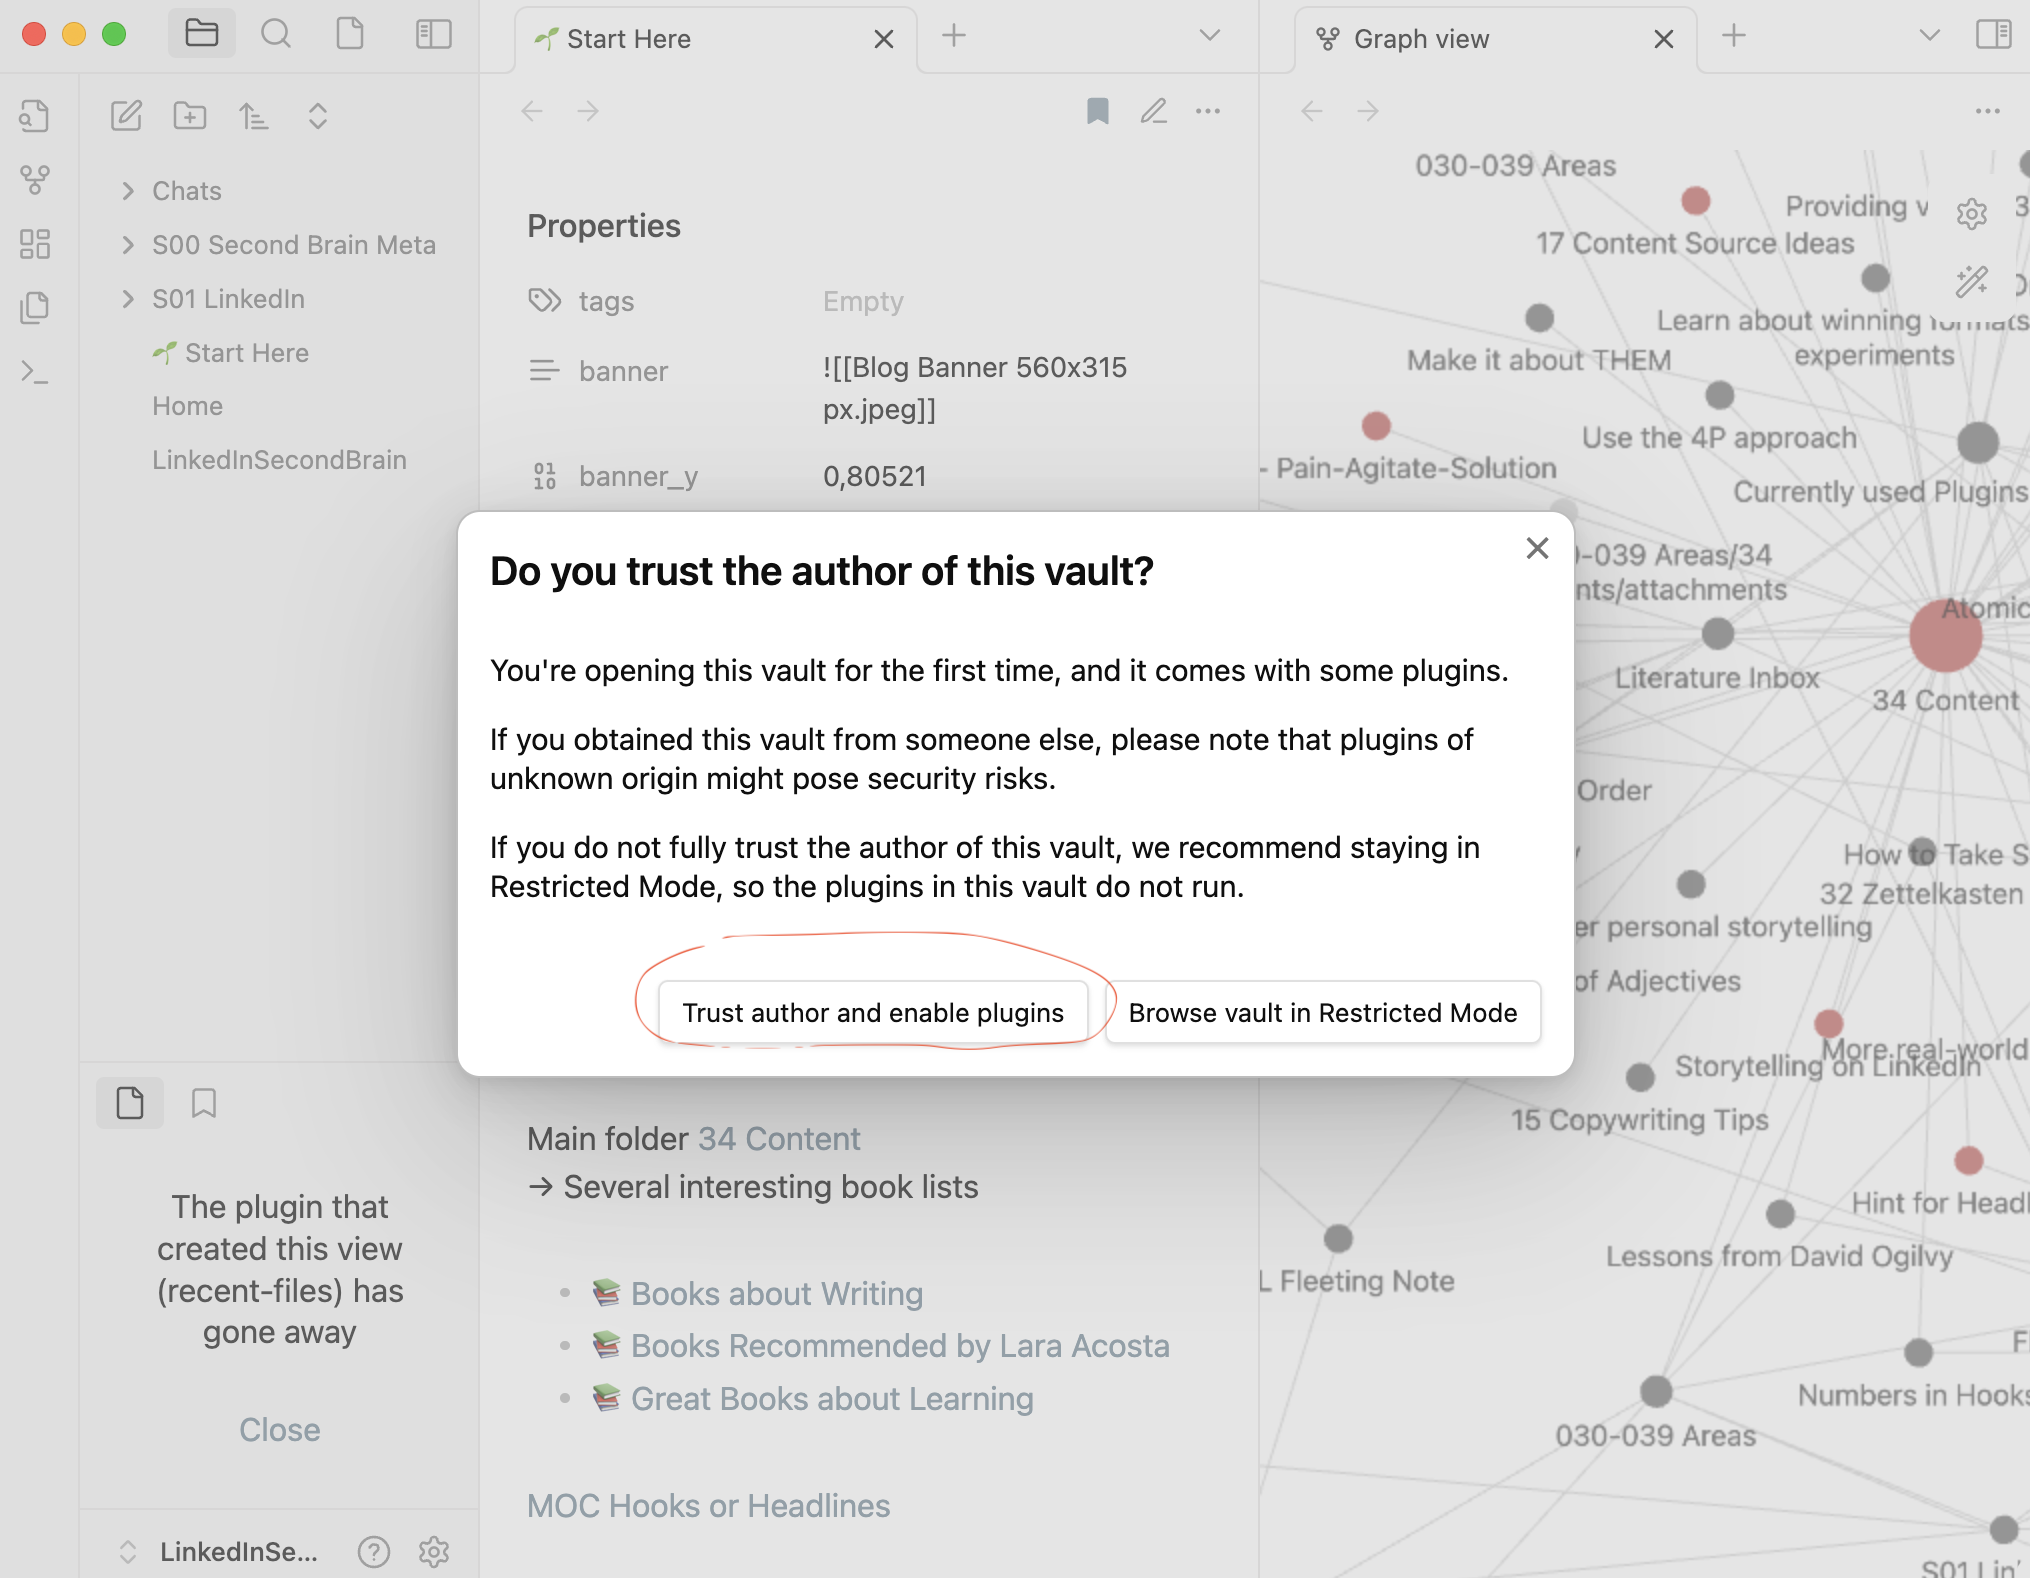 Start Here
Graph view
Chats
S00 Second Brain Meta
S01 LinkedIn
Start Here
Home
LinkedInSecondBrain
The plugin that
created this view
(recent-files) has
gone away
Close
LinkedInSe...
Properties
tags
Empty
banner
![[Blog Banner 560x315
px.jpeg]]
banner_y
0,80521
Do you trust the author of this vault?
You're opening this vault for the first time, and it comes with some plugins.
If you obtained this vault from someone else, please note that plugins of
unknown origin might pose security risks.
If you do not fully trust the author of this vault, we recommend staying in
Restricted Mode, so the plugins in this vault do not run.
Trust author and enable plugins
Browse vault in Restricted Mode
Main folder 34 Content
→ Several interesting book lists
Books about Writing
Books Recommended by Lara Acosta
Great Books about Learning
MOC Hooks or Headlines
030-039 Areas
Providing v
17 Content Source Ideas
Learn about winning formats
experiments
Make it about THEM
Use the 4P approach
- Pain-Agitate-Solution
Currently used Plugins
-039 Areas/34
nts/attachments
Atomic
Literature Inbox
34 Content
Order
How to Take S
32 Zettelkasten
er personal storytelling
of Adjectives
More real-world
Storytelling on LinkedIn
15 Copywriting Tips
Hint for Headl
Lessons from David Ogilvy
L Fleeting Note
F
Numbers in Hooks
030-039 Areas
S01 Lin